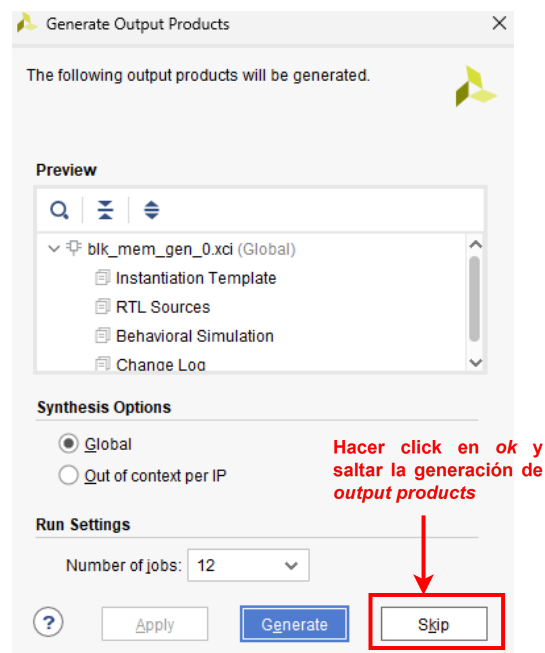 Generate Output Products
The following output products will be generated.
Preview
blk_mem_gen_0.xci (Global)
Instantiation Template
RTL Sources
Behavioral Simulation
Change Log
Synthesis Options
Global
Out of context per IP
Hacer click en ok y
saltar la generación de
output products
Run Settings
Number of jobs: 12
? Apply Generate Skip